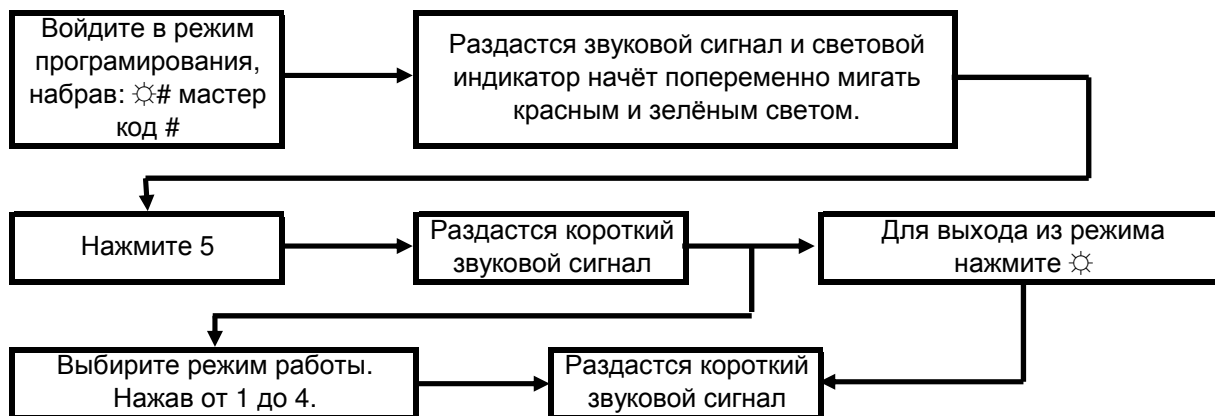 Войдите в режим
програмирования,
набрав: ☼# мастер
код #
Раздастся звуковой сигнал и световой
индикатор начёт попеременно мигать
красным и зелёным светом.
Нажмите 5
Раздастся короткий
звуковой сигнал
Для выхода из режима
нажмите ☼
Выбирите режим работы.
Нажав от 1 до 4.
Раздастся короткий
звуковой сигнал